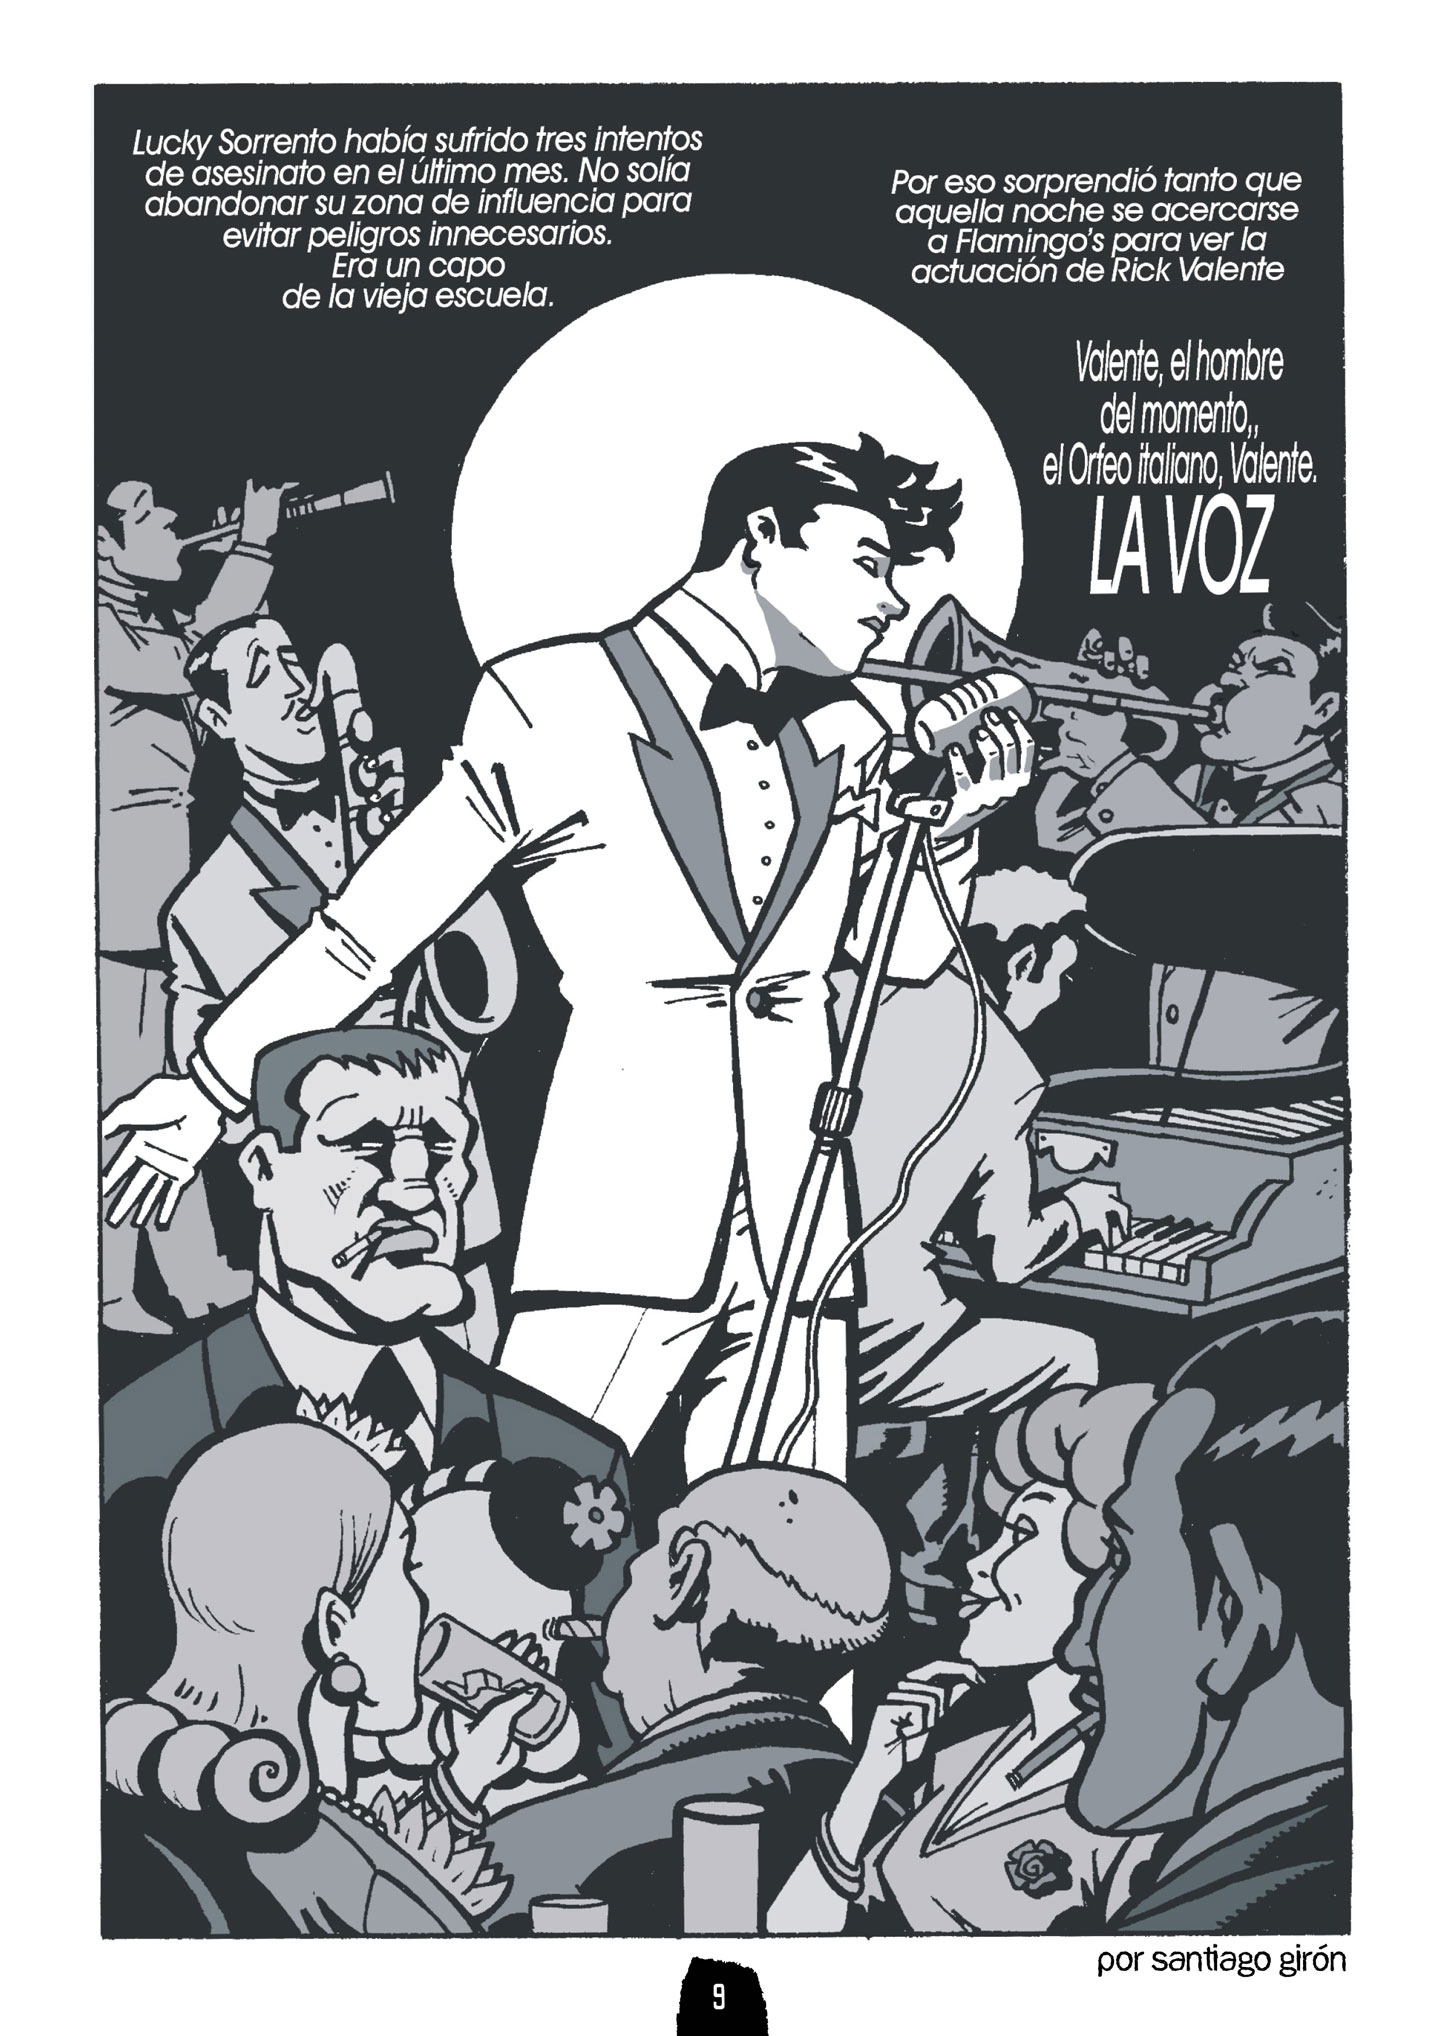 Lucky Sorrento había sufrido tres intentos
de asesinato en el último mes. No solía
abandonar su zona de influencia para
evitar peligros innecesarios.
Era un capo
de la vieja escuela.
Por eso sorprendió tanto que
aquella noche se acercarse
a Flamingo's para ver la
actuación de Rick Valente
Valente, el hombre
del momento,,
el Orfeo italiano, Valente.
LA VOZ
por santiago girón
9